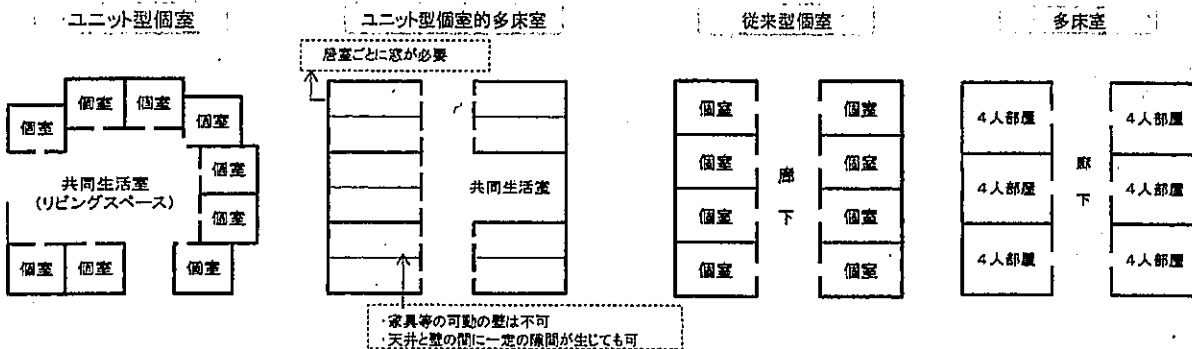 ユニット型個室
ユニット型個室的多床室
従来型個室
多床室
居室ごとに窓が必要
個室
個室
個室
個室
個室
個室
個室
個室
個室
共同生活室
(リビングスペース)
共同生活室
・家具等の可動の壁は不可
・天井と壁の間に一定の隙間が生じても可
個室
個室
個室
個室
廊
下
個室
個室
個室
個室
4人部屋
4人部屋
4人部屋
廊
下
4人部屋
4人部屋
4人部屋